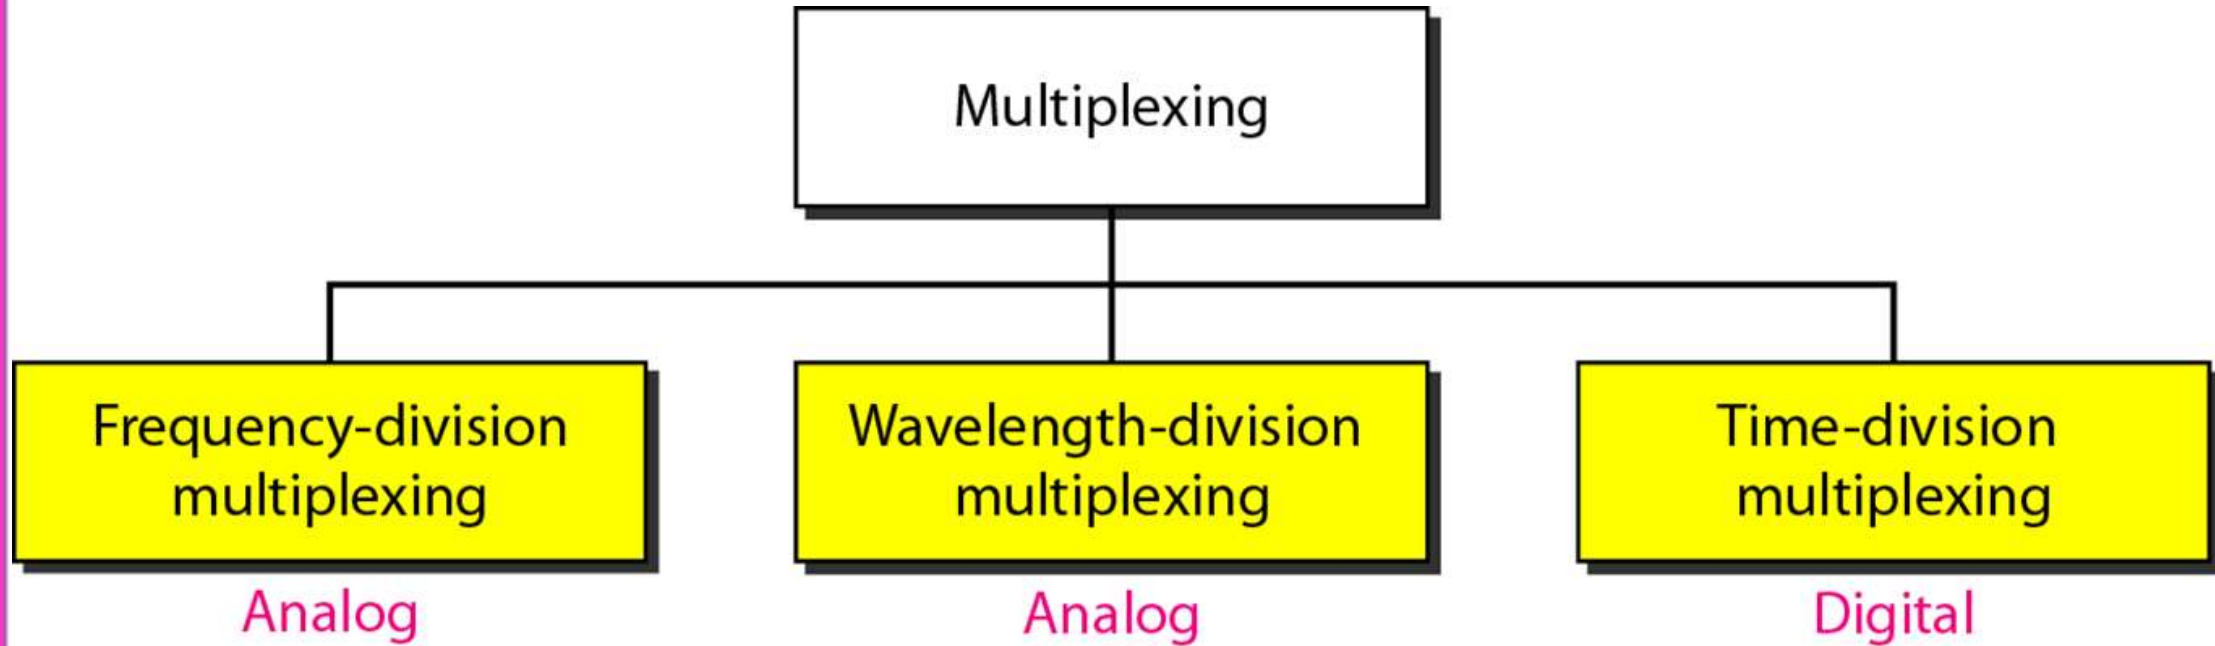 Multiplexing
Frequency-division
multiplexing
Wavelength-division
multiplexing
Time-division
multiplexing
Analog
Analog
Digital